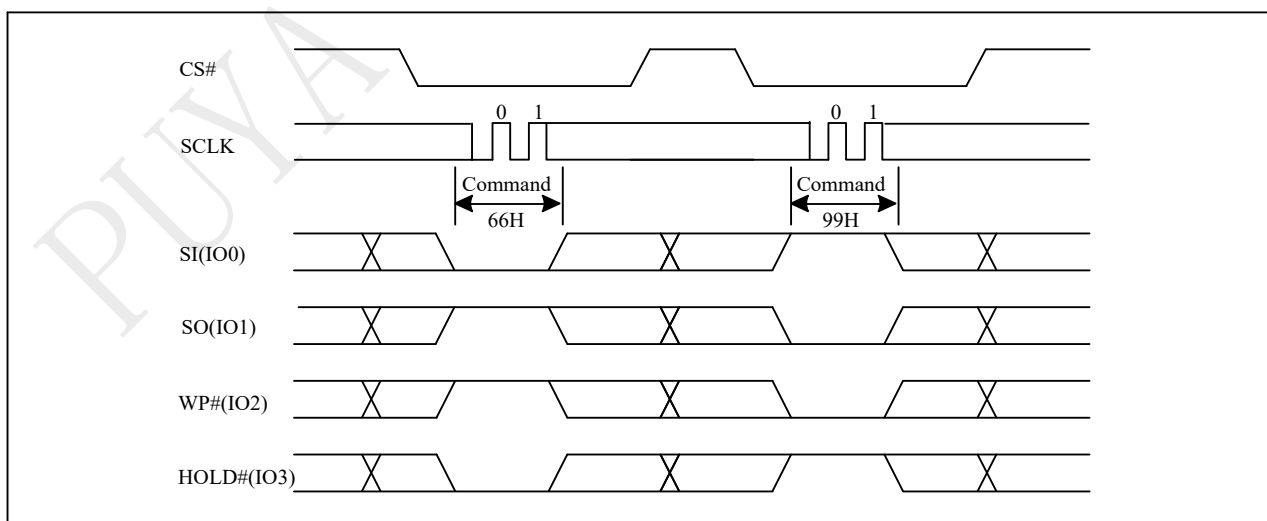 PUYA
CS#
0 1 0 1
SCLK
Command Command
66H 99H
SI(IO0)
SO(IO1)
WP#(IO2)
HOLD#(IO3)